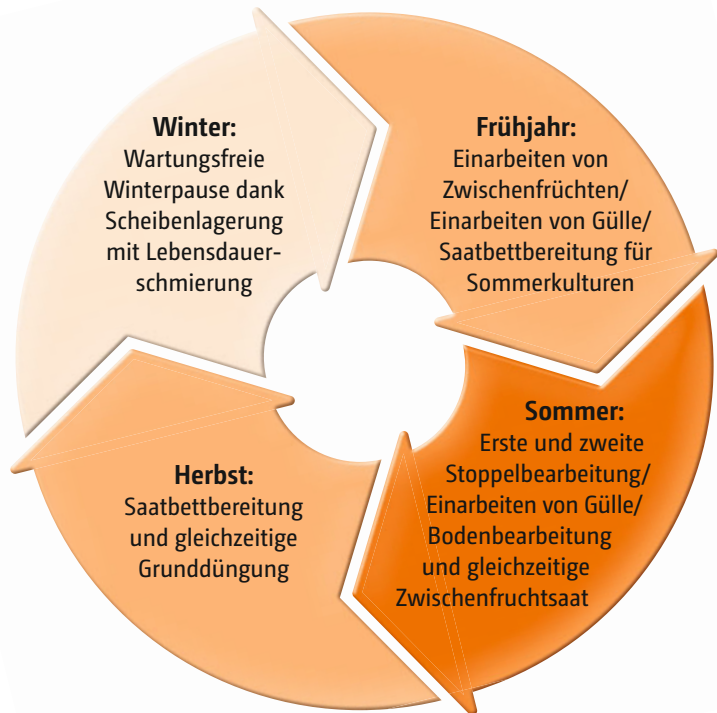 Winter:
Wartungsfreie
Winterpause dank
Scheibenlagerung
mit Lebensdauer-
schmierung
Frühjahr:
Einarbeiten von
Zwischenfrüchten/
Einarbeiten von Gülle/
Saatbettbereitung für
Sommerkulturen
Sommer:
Erste und zweite
Stoppelbearbeitung/
Einarbeiten von Gülle/
Bodenbearbeitung
und gleichzeitige
Zwischenfruchtsaat
Herbst:
Saatbettbereitung
und gleichzeitige
Grunddüngung